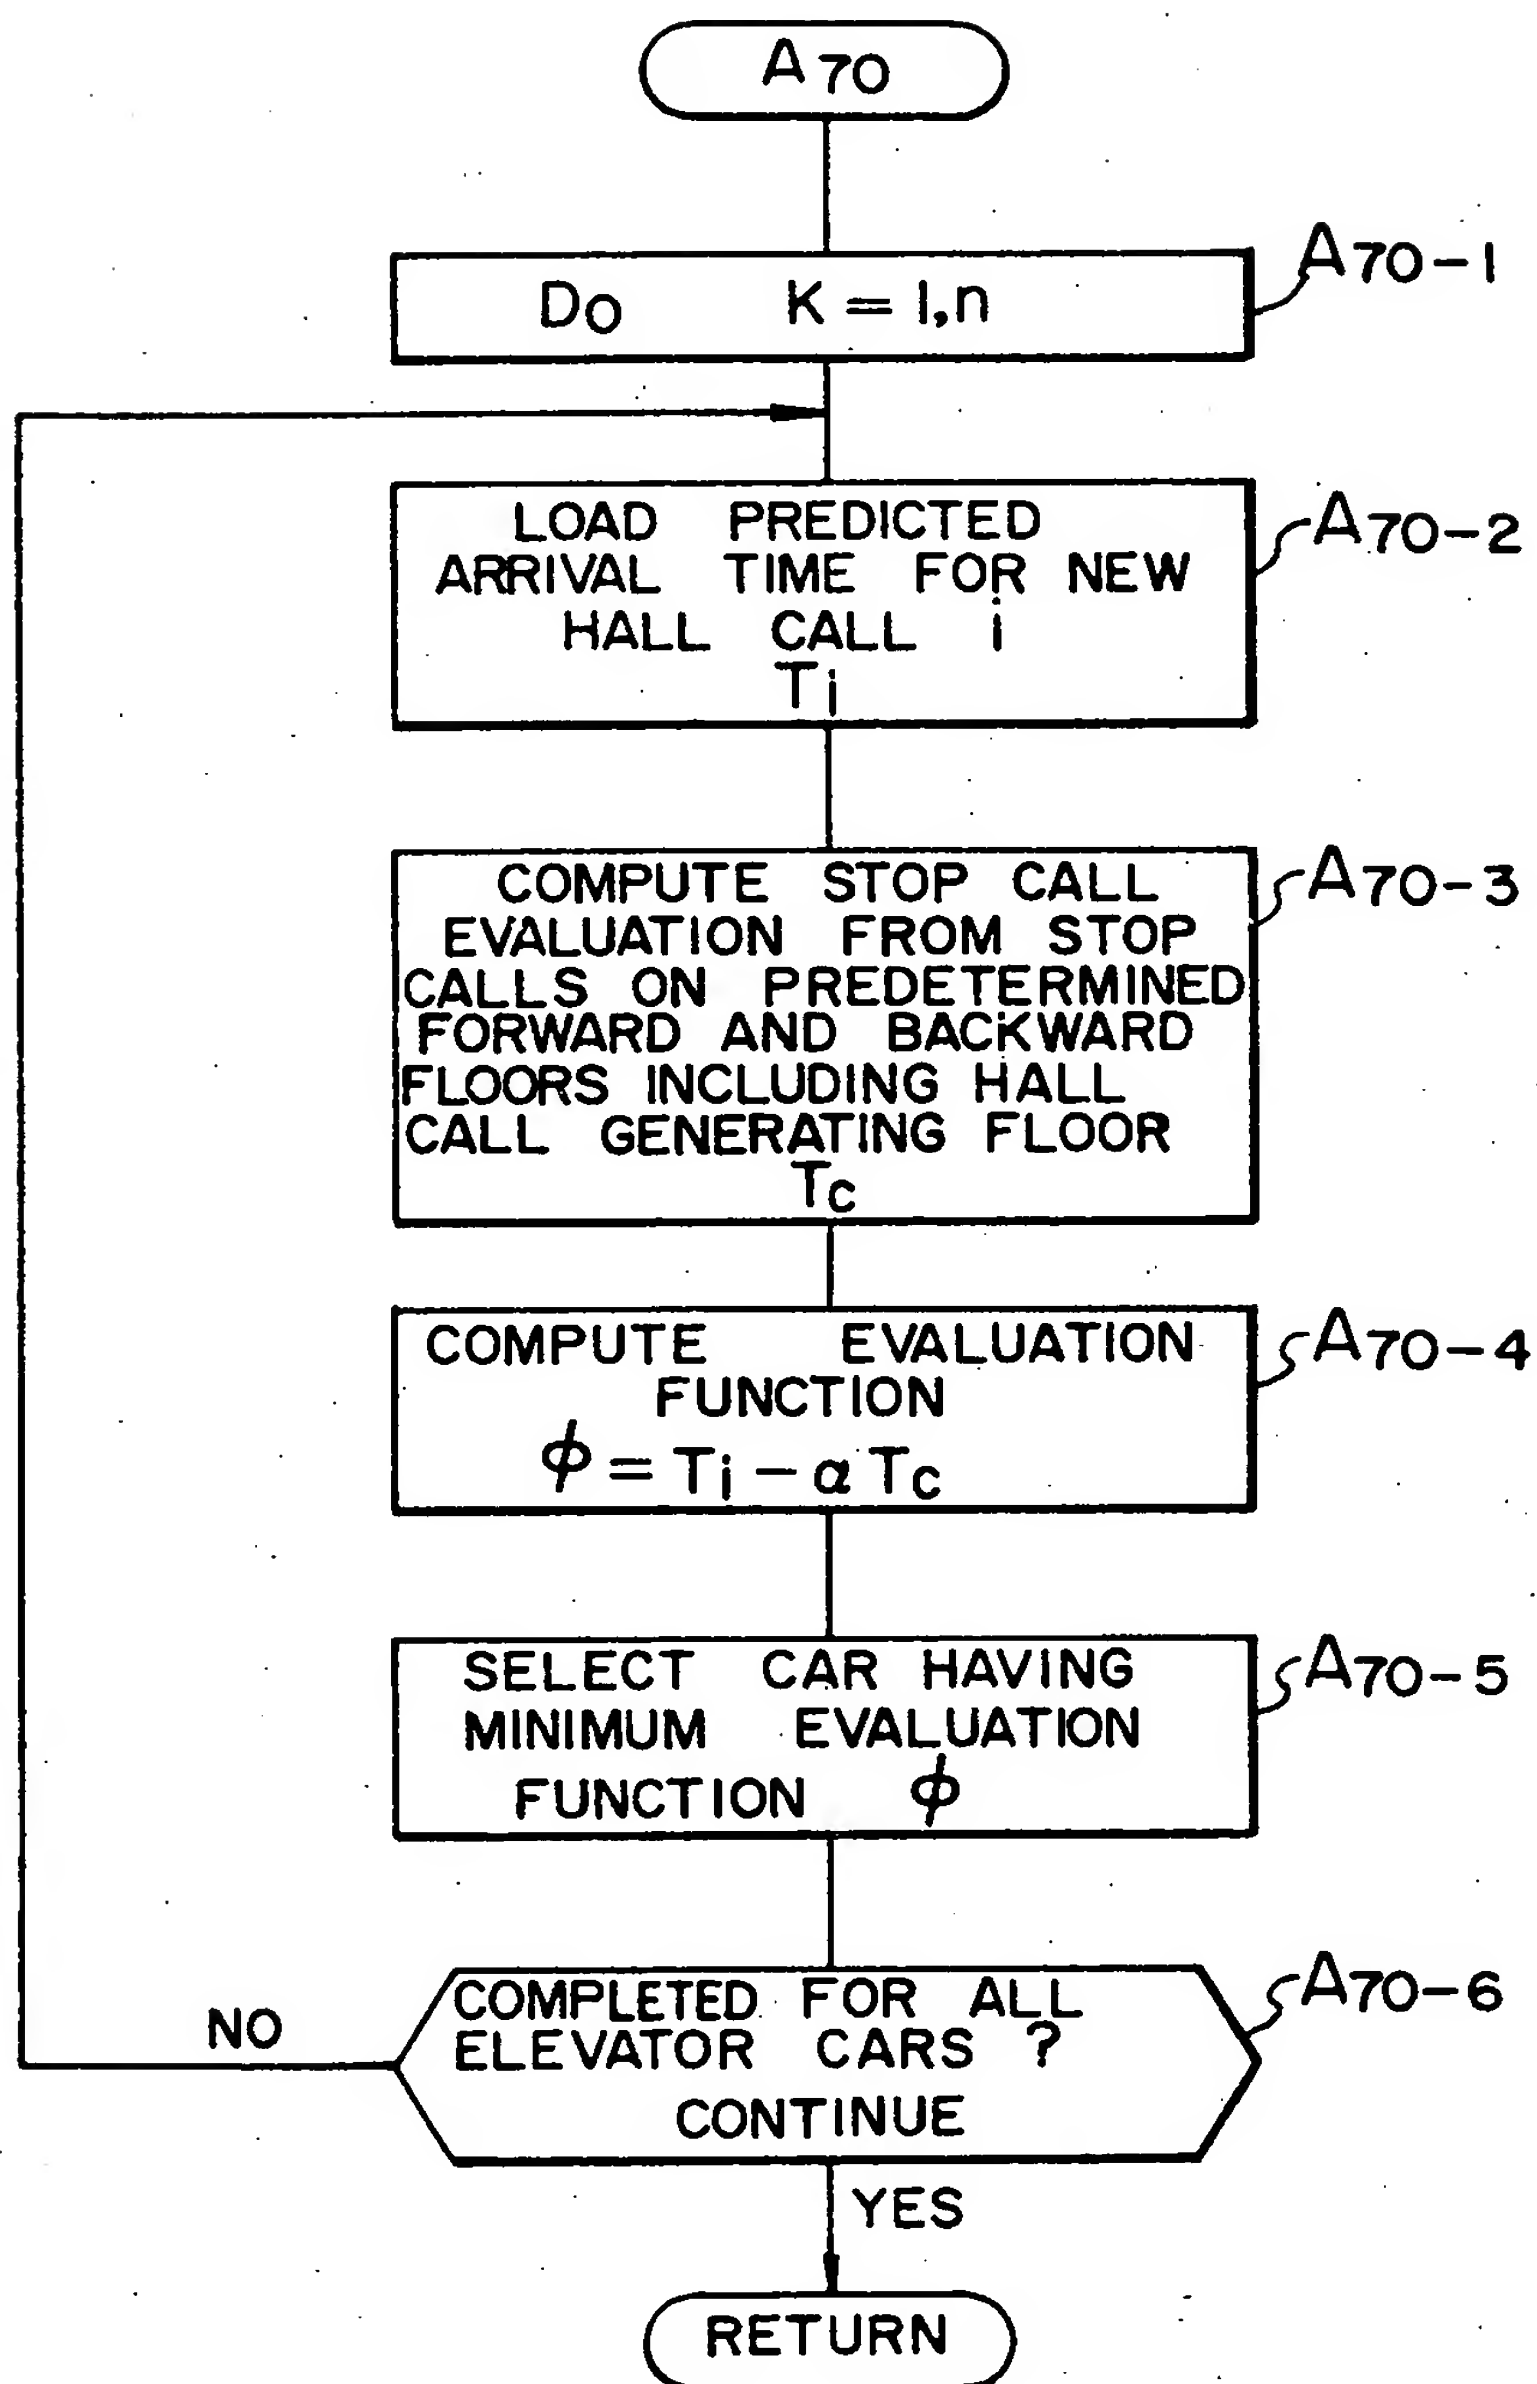 A70
Do K = 1,n
A70-1
LOAD PREDICTED
ARRIVAL TIME FOR NEW
HALL CALL i
Ti
A70-2
COMPUTE STOP CALL
EVALUATION FROM STOP
CALLS ON PREDETERMINED
FORWARD AND BACKWARD
FLOORS INCLUDING HALL
CALL GENERATING FLOOR
Tc
A70-3
COMPUTE EVALUATION
FUNCTION
ϕ = Ti – α Tc
A70-4
SELECT CAR HAVING
MINIMUM EVALUATION
FUNCTION ϕ
A70-5
COMPLETED FOR ALL
ELEVATOR CARS ?
CONTINUE
A70-6
NO
YES
RETURN